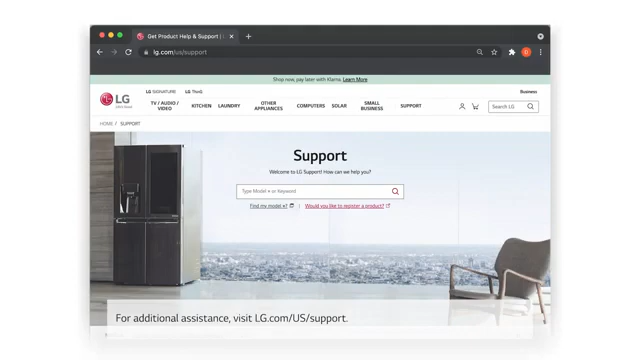 Get Product Help & Support |
lg.com/us/support
Shop now, pay later with Klarna. Learn More
LG SIGNATURE LG ThinQ Business
LG
TV / AUDIO / VIDEO
KITCHEN
LAUNDRY
OTHER APPLIANCES
COMPUTERS
SOLAR
SMALL BUSINESS
SUPPORT
Search LG
HOME / SUPPORT
Support
Welcome to LG Support! How can we help you?
Type Model # or Keyword
Find my model #? | Would you like to register a product?
For additional assistance, visit LG.com/US/support.